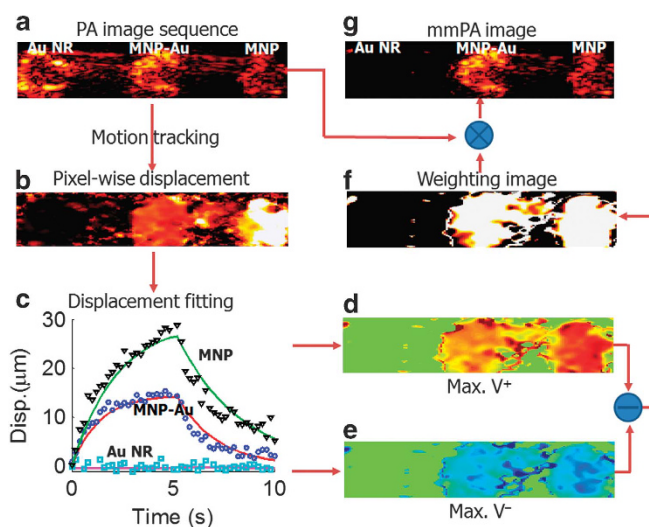 a PA image sequence
Au NR MNP-Au MNP
Motion tracking
b Pixel-wise displacement
c Displacement fitting
30
20
10
0
Disp.(μm)
MNP
MNP-Au
Au NR
0 5 10
Time (s)
g mmPA image
Au NR MNP-Au MNP
f Weighting image
d
Max. V⁺
e
Max. V⁻